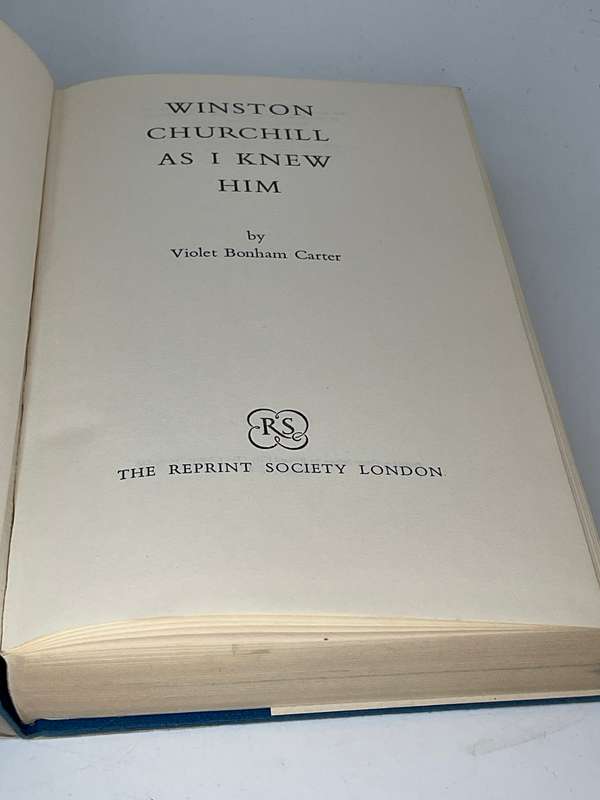 WINSTON
CHURCHILL
AS I KNEW
HIM
by
Violet Bonham Carter
RS
THE REPRINT SOCIETY LONDON